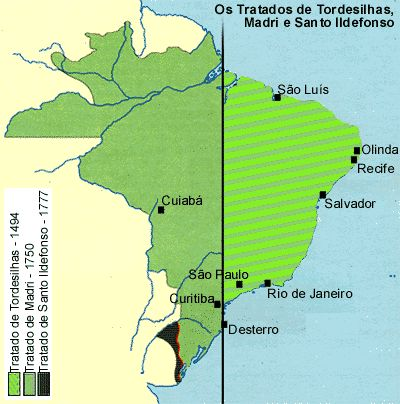 Os Tratados de Tordesilhas,
Madri e Santo Ildefonso
São Luís
Olinda
Recife
Salvador
Cuiabá
São Paulo
Rio de Janeiro
Curitiba
Desterro
Tratado de Tordesilhas - 1494
Tratado de Madri - 1750
Tratado de Santo Ildefonso - 1777